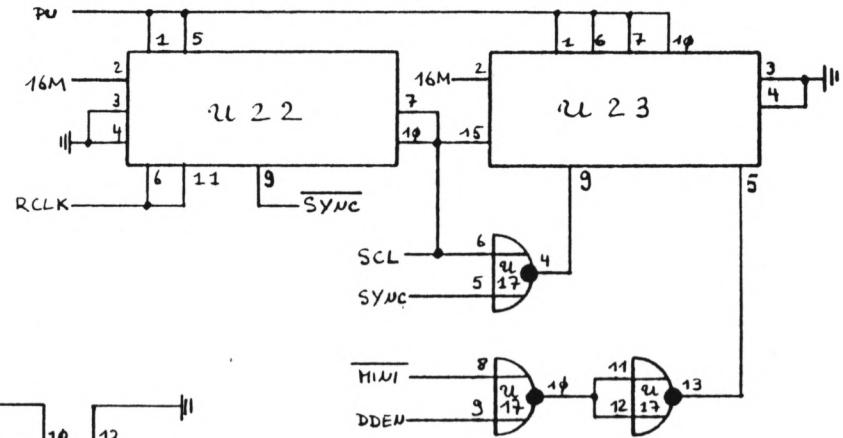 PU
1 5
1 6 7 10
2
16M
3
4
U 22
7
10
6 11 9
RCLK
SYNC
16M
2
15
U 23
3
4
9
5
SCL
6
SYNC
5
U
17
4
MINI
8
DDEN
9
U
17
10
11
12
U
17
13
10 12